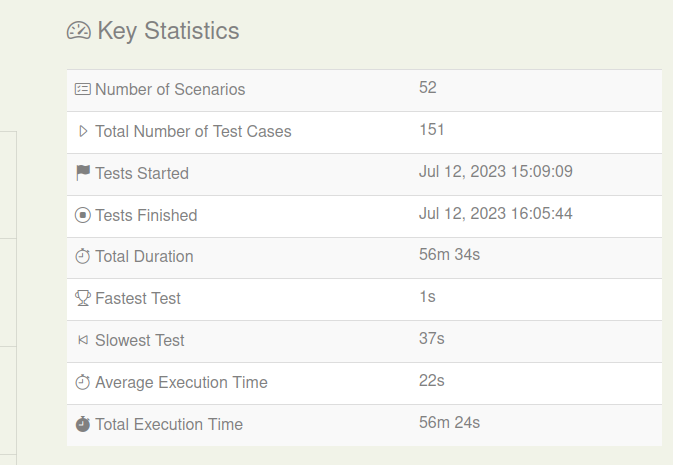 Key Statistics
Number of Scenarios 52
Total Number of Test Cases 151
Tests Started Jul 12, 2023 15:09:09
Tests Finished Jul 12, 2023 16:05:44
Total Duration 56m 34s
Fastest Test 1s
Slowest Test 37s
Average Execution Time 22s
Total Execution Time 56m 24s